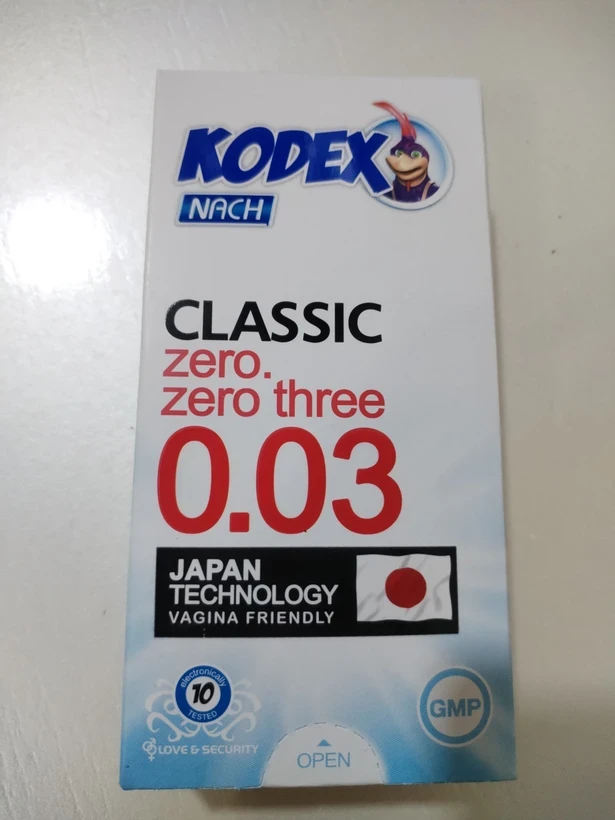 KODEX
NACH
CLASSIC
zero.
zero three
0.03
JAPAN
TECHNOLOGY
VAGINA FRIENDLY
electronically
10
TESTED
LOVE & SECURITY
GMP
OPEN